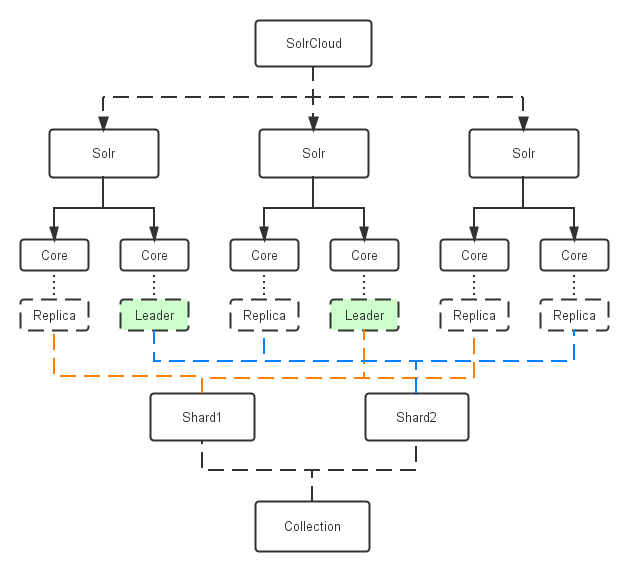 SolrCloud
Solr
Solr
Solr
Core
Core
Core
Core
Core
Core
Replica
Leader
Replica
Leader
Replica
Replica
Shard1
Shard2
Collection